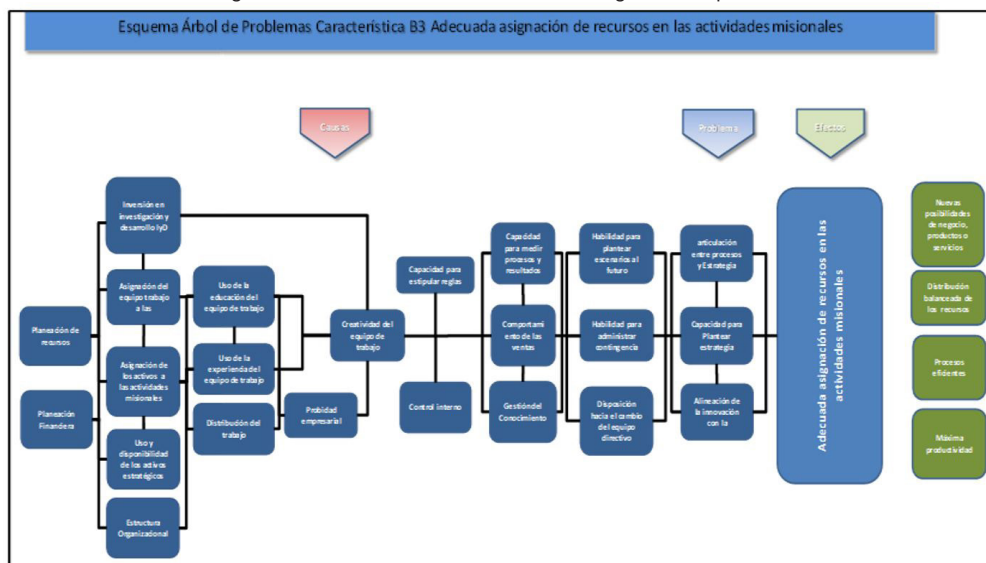 Esquema Árbol de Problemas Característica B3 Adecuada asignación de recursos en las actividades misionales
Causas
Problema
Efectos
Planeación de
recursos
Planeación
Financiera
Inversión en
investigación y
desarrollo IyD
Asignación del
equipo trabajo
a las
Asignación de
los activos a
las actividades
misionales
Uso y
disponibilidad
de los activos
estratégicos
Estructura
Organizacional
Uso de la
educación del
equipo de trabajo
Uso de la
experiencia del
equipo de trabajo
Distribución del
trabajo
Probidad
empresarial
Creatividad del
equipo de
trabajo
Capacidad para
estipular reglas
Control interno
Capacidad
para medir
procesos y
resultados
Comportami
ento de las
ventas
Gestión del
Conocimiento
Habilidad para
plantear
escenarios al
futuro
Habilidad para
administrar
contingencia
Disposición
hacia el cambio
del equipo
directivo
articulación
entre procesos
y Estrategia
Capacidad para
Plantear
estrategia
Alineación de la
innovación
con la
Adecuada asignación de recursos en las
actividades misionales
Nuevas
posibilidades
de negocio,
productos o
servicios
Distribución
balanceada de
los recursos
Procesos
eficientes
Máxima
productividad